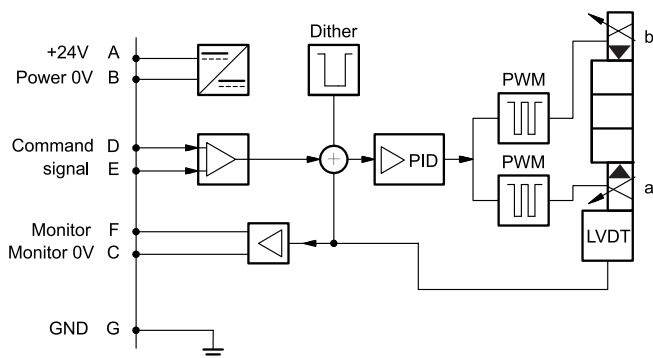 Dither
+24V A
Power 0V B
b
PWM
Command D
signal E
PID
PWM
a
Monitor F
Monitor 0V C
LVDT
GND G